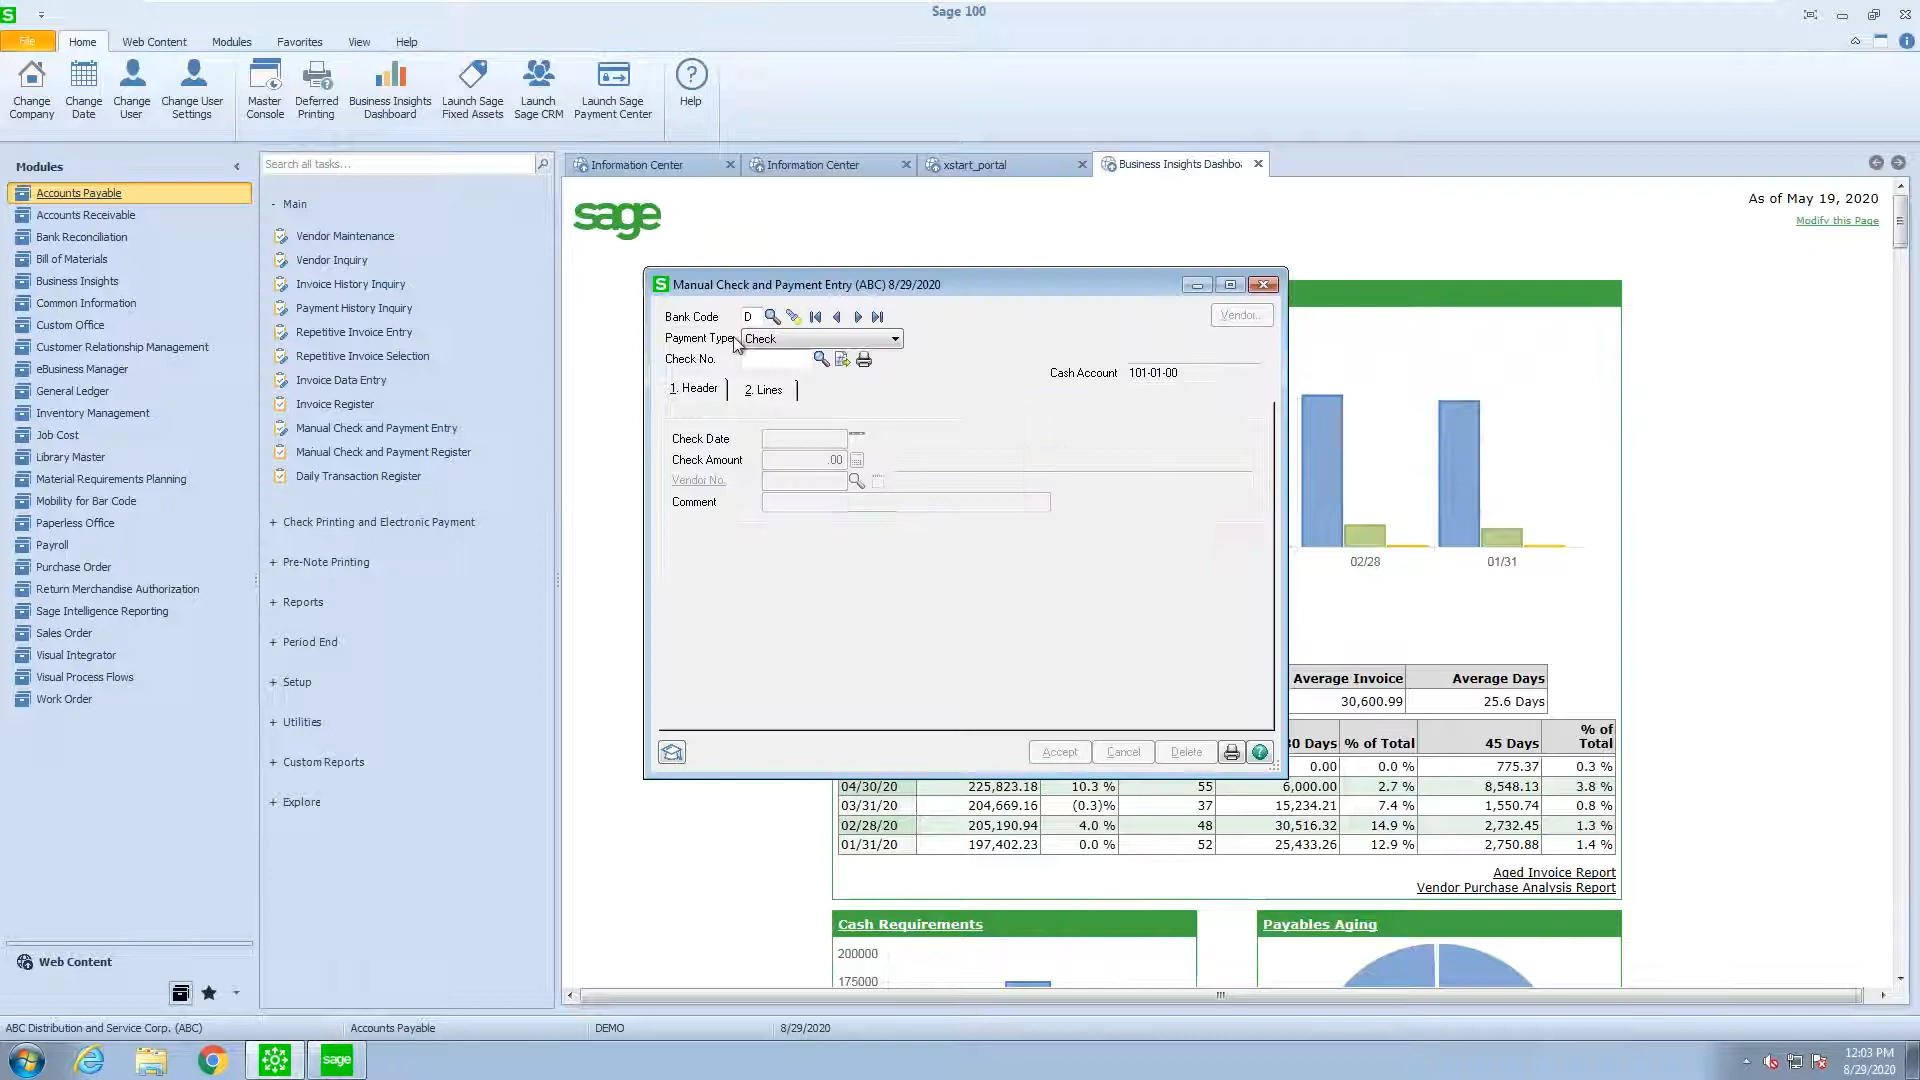 Sage 100
File
Home
Web Content
Modules
Favorites
View
Help
Change Company
Change Date
Change User
Change User Settings
Master Console
Deferred Printing
Business Insights Dashboard
Launch Sage Fixed Assets
Launch Sage CRM
Launch Sage Payment Center
Help
Modules
Accounts Payable
Accounts Receivable
Bank Reconciliation
Bill of Materials
Business Insights
Common Information
Custom Office
Customer Relationship Management
eBusiness Manager
General Ledger
Inventory Management
Job Cost
Library Master
Material Requirements Planning
Mobility for Bar Code
Paperless Office
Payroll
Purchase Order
Return Merchandise Authorization
Sage Intelligence Reporting
Sales Order
Visual Integrator
Visual Process Flows
Work Order
Web Content
Search all tasks...
- Main
Vendor Maintenance
Vendor Inquiry
Invoice History Inquiry
Payment History Inquiry
Repetitive Invoice Entry
Repetitive Invoice Selection
Invoice Data Entry
Invoice Register
Manual Check and Payment Entry
Manual Check and Payment Register
Daily Transaction Register
+ Check Printing and Electronic Payment
+ Pre-Note Printing
+ Reports
+ Period End
+ Setup
+ Utilities
+ Custom Reports
+ Explore
Information Center
Information Center
xstart_portal
Business Insights Dashbo
sage
As of May 19, 2020
Modify this Page
Manual Check and Payment Entry (ABC) 8/29/2020
Bank Code D
Vendor...
Payment Type Check
Check No.
Cash Account 101-01-00
1. Header
2. Lines
Check Date
Check Amount .00
Vendor No.
Comment
Accept
Cancel
Delete
02/28
01/31
Average Invoice Average Days
30,600.99 25.6 Days
0 Days % of Total 45 Days % of Total
0.00 0.0 % 775.37 0.3 %
04/30/20 225,823.18 10.3 % 55 6,000.00 2.7 % 8,548.13 3.8 %
03/31/20 204,669.16 (0.3)% 37 15,234.21 7.4 % 1,550.74 0.8 %
02/28/20 205,190.94 4.0 % 48 30,516.32 14.9 % 2,732.45 1.3 %
01/31/20 197,402.23 0.0 % 52 25,433.26 12.9 % 2,750.88 1.4 %
Aged Invoice Report
Vendor Purchase Analysis Report
Cash Requirements
200000
175000
Payables Aging
ABC Distribution and Service Corp. (ABC)
Accounts Payable
DEMO
8/29/2020
sage
12:03 PM
8/29/2020